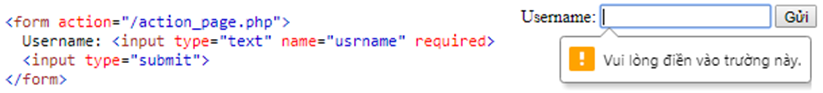 <form action="/action_page.php">
Username: <input type="text" name="usrname" required>
<input type="submit">
</form>
Username: Gửi
Vui lòng điền vào trường này.